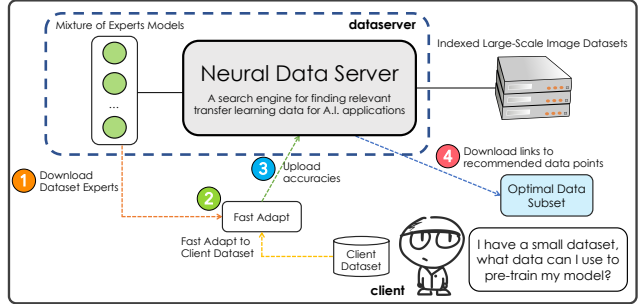 Mixture of Experts Models
dataserver
Indexed Large-Scale Image Datasets
...
Neural Data Server
A search engine for finding relevant
transfer learning data for A.I. applications
1 Download
Dataset Experts
2
3 Upload
accuracies
4 Download links to
recommended data points
Fast Adapt
Optimal Data
Subset
Fast Adapt to
Client Dataset
Client
Dataset
client
I have a small dataset,
what data can I use to
pre-train my model?